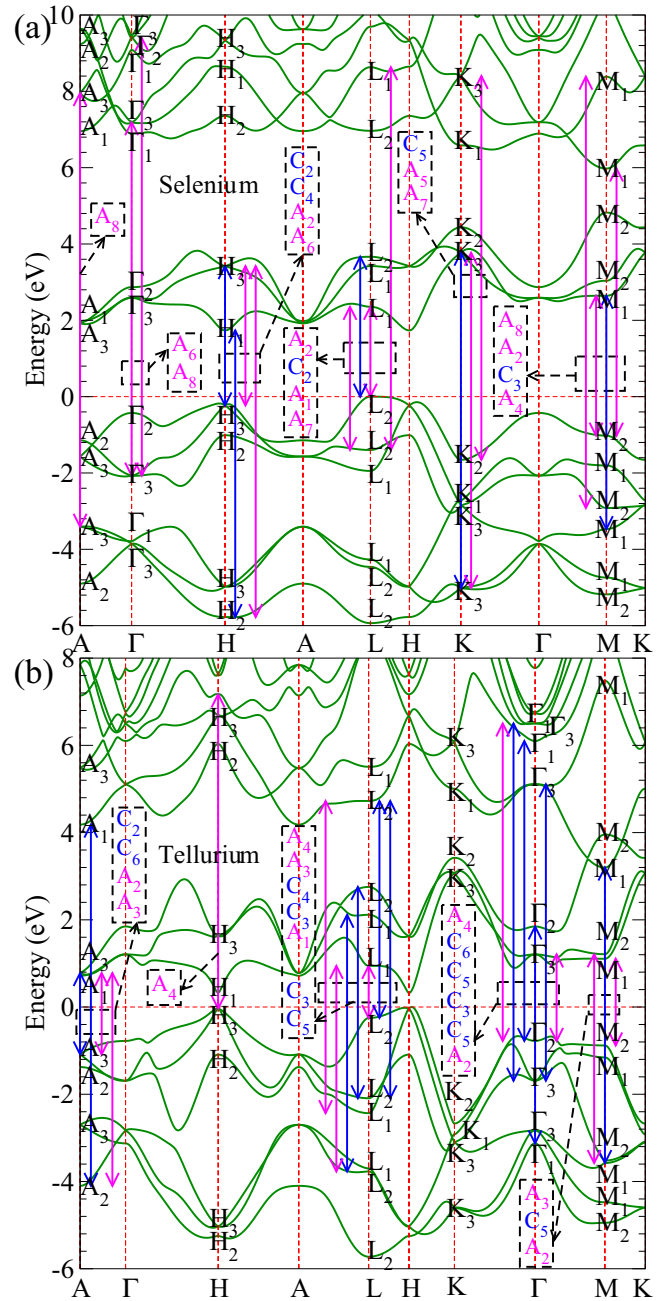 (a)
10
8
6
4
2
0
-2
-4
-6
Energy (eV)
Selenium
A3
A2
A3
A1
A1
A3
A2
A3
A3
A2
Γ3
Γ2
Γ1
Γ3
Γ1
Γ2
Γ3
Γ2
Γ3
Γ1
Γ3
H3
H1
H2
H3
H1
H3
H2
H3
H2
L1
L2
L2
L3
L1
L2
L1
L1
L1
L2
L2
K3
K1
K2
K3
K2
K1
K3
K3
M1
M1
M2
M3
M1
M2
M1
M2
M1
M1
M2
A8
A6
A8
C2
C4
A2
A6
A2
C2
A1
A7
C5
A5
A7
A8
A2
C3
A4
A Γ H A L H K Γ M K
(b)
8
6
4
2
0
-2
-4
-6
Energy (eV)
Tellurium
A3
A1
A3
A1
A3
A2
A3
A2
H3
H2
H3
H1
H3
H2
H3
H2
L1
L2
L2
L1
L1
L2
L2
L1
L1
L2
L2
K3
K1
K2
K3
K2
K1
K3
K3
Γ1
Γ3
Γ1
Γ3
Γ2
Γ3
Γ2
Γ3
Γ3
Γ1
M1
M2
M1
M2
M1
M2
M1
M2
M1
M1
M2
C2
C6
A2
A3
A4
A4
A3
C4
C3
A1
C3
C5
A4
C6
C5
C3
C5
A2
A3
C5
A2
A Γ H A L H K Γ M K